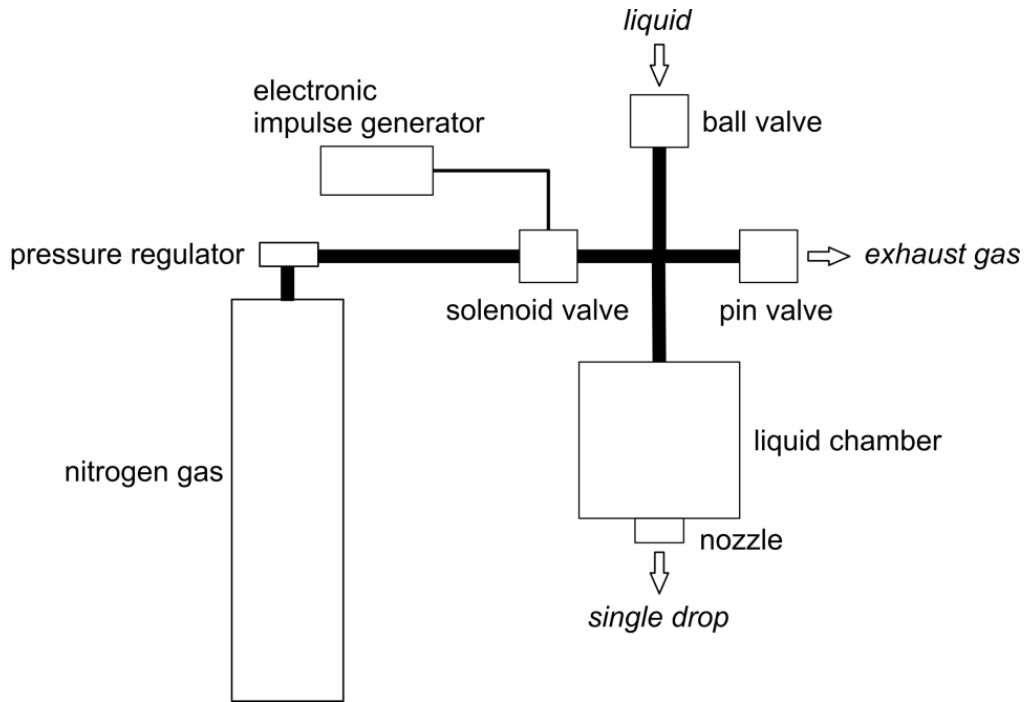 liquid
electronic
impulse generator
ball valve
pressure regulator
exhaust gas
solenoid valve
pin valve
nitrogen gas
liquid chamber
nozzle
single drop